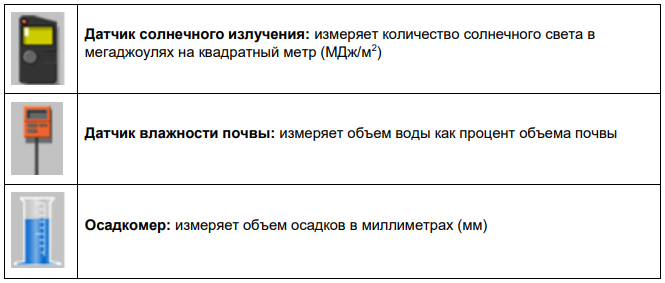 Датчик солнечного излучения: измеряет количество солнечного света в
мегаджоулях на квадратный метр (МДж/м²)
Датчик влажности почвы: измеряет объем воды как процент объема почвы
Осадкомер: измеряет объем осадков в миллиметрах (мм)